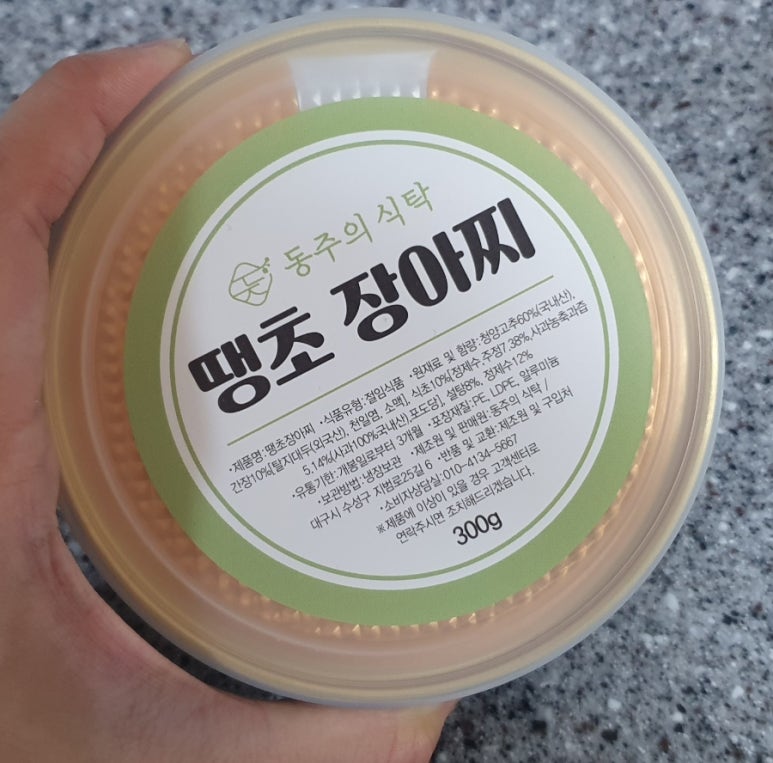 동주의 식탁
땡초 장아찌
•제품명:땡초장아찌 •식품유형:절임식품 •원재료 및 함량:청양고추60%(국내산),
간장10%[탈지대두(외국산), 천일염, 소맥], 식초10%[정제수,주정7.38%,사과농축과즙
5.14%(사과100%국내산),포도당], 설탕8%, 정제수12%
•유통기한:개봉일로부터 3개월 •포장재질:PE, LDPE, 알루미늄
•보관방법:냉장보관 •제조원 및 판매원:동주의 식탁 /
대구시 수성구 지범로25길 6 •반품 및 교환:제조원 및 구입처
•소비자상담실:010-4134-5667
※제품에 이상이 있을 경우 고객센터로
연락주시면 조치해드리겠습니다.
300g